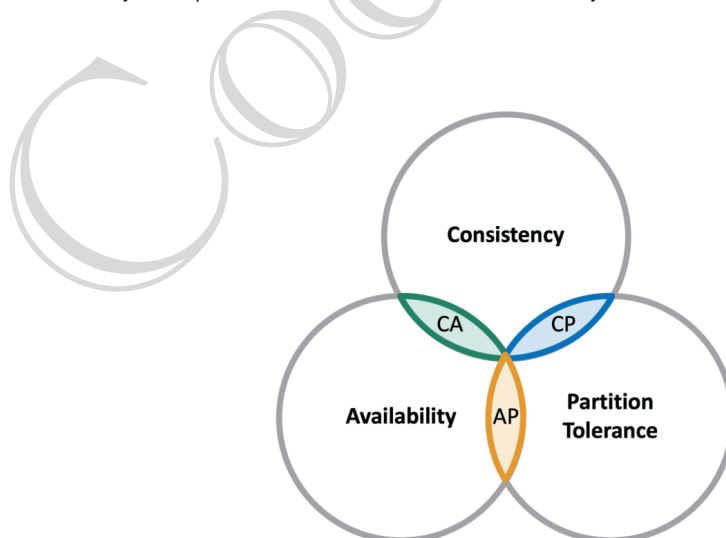 Consistency
CA
CP
Availability
AP
Partition
Tolerance